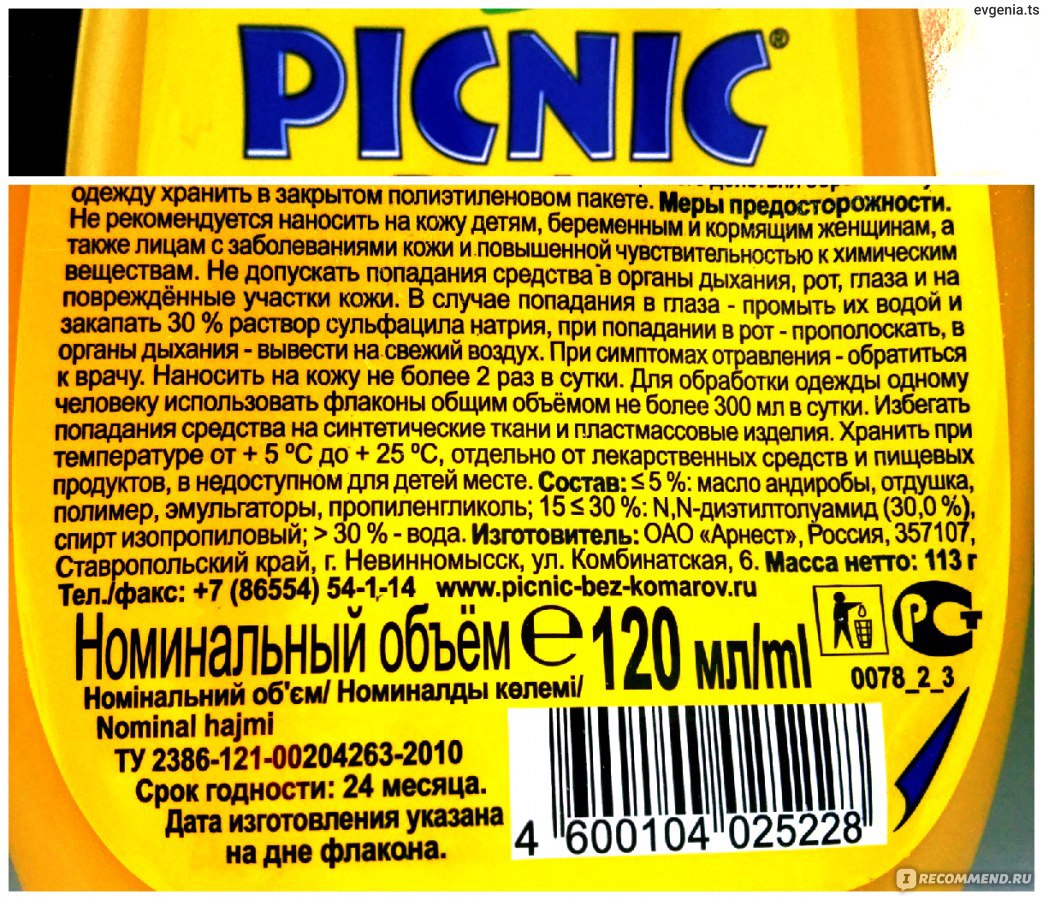 evgenia.ts
PICNIC®
одежду хранить в закрытом полиэтиленовом пакете. Меры предосторожности.
Не рекомендуется наносить на кожу детям, беременным и кормящим женщинам, а
также лицам с заболеваниями кожи и повышенной чувствительностью к химическим
веществам. Не допускать попадания средства в органы дыхания, рот, глаза и на
повреждённые участки кожи. В случае попадания в глаза - промыть их водой и
закапать 30 % раствор сульфацила натрия, при попадании в рот - прополоскать, в
органы дыхания - вывести на свежий воздух. При симптомах отравления - обратиться
к врачу. Наносить на кожу не более 2 раз в сутки. Для обработки одежды одному
человеку использовать флаконы общим объёмом не более 300 мл в сутки. Избегать
попадания средства на синтетические ткани и пластмассовые изделия. Хранить при
температуре от + 5 ºС до + 25 ºС, отдельно от лекарственных средств и пищевых
продуктов, в недоступном для детей месте. Состав: ≤ 5 %: масло андиробы, отдушка,
полимер, эмульгаторы, пропиленгликоль; 15 ≤ 30 %: N,N-диэтилтолуамид (30,0 %),
спирт изопропиловый; > 30 % - вода. Изготовитель: ОАО «Арнест», Россия, 357107,
Ставропольский край, г. Невинномысск, ул. Комбинатская, 6. Масса нетто: 113 г
Тел./факс: +7 (86554) 54-1-14 www.picnic-bez-komarov.ru
Номинальный объём ℮ 120 мл/ml
0078_2_3
Номінальний об'єм/ Номиналды көлемі/
Nominal hajmi
ТУ 2386-121-00204263-2010
Срок годности: 24 месяца.
Дата изготовления указана
на дне флакона.
4 600104 025228
IRECOMMEND.RU